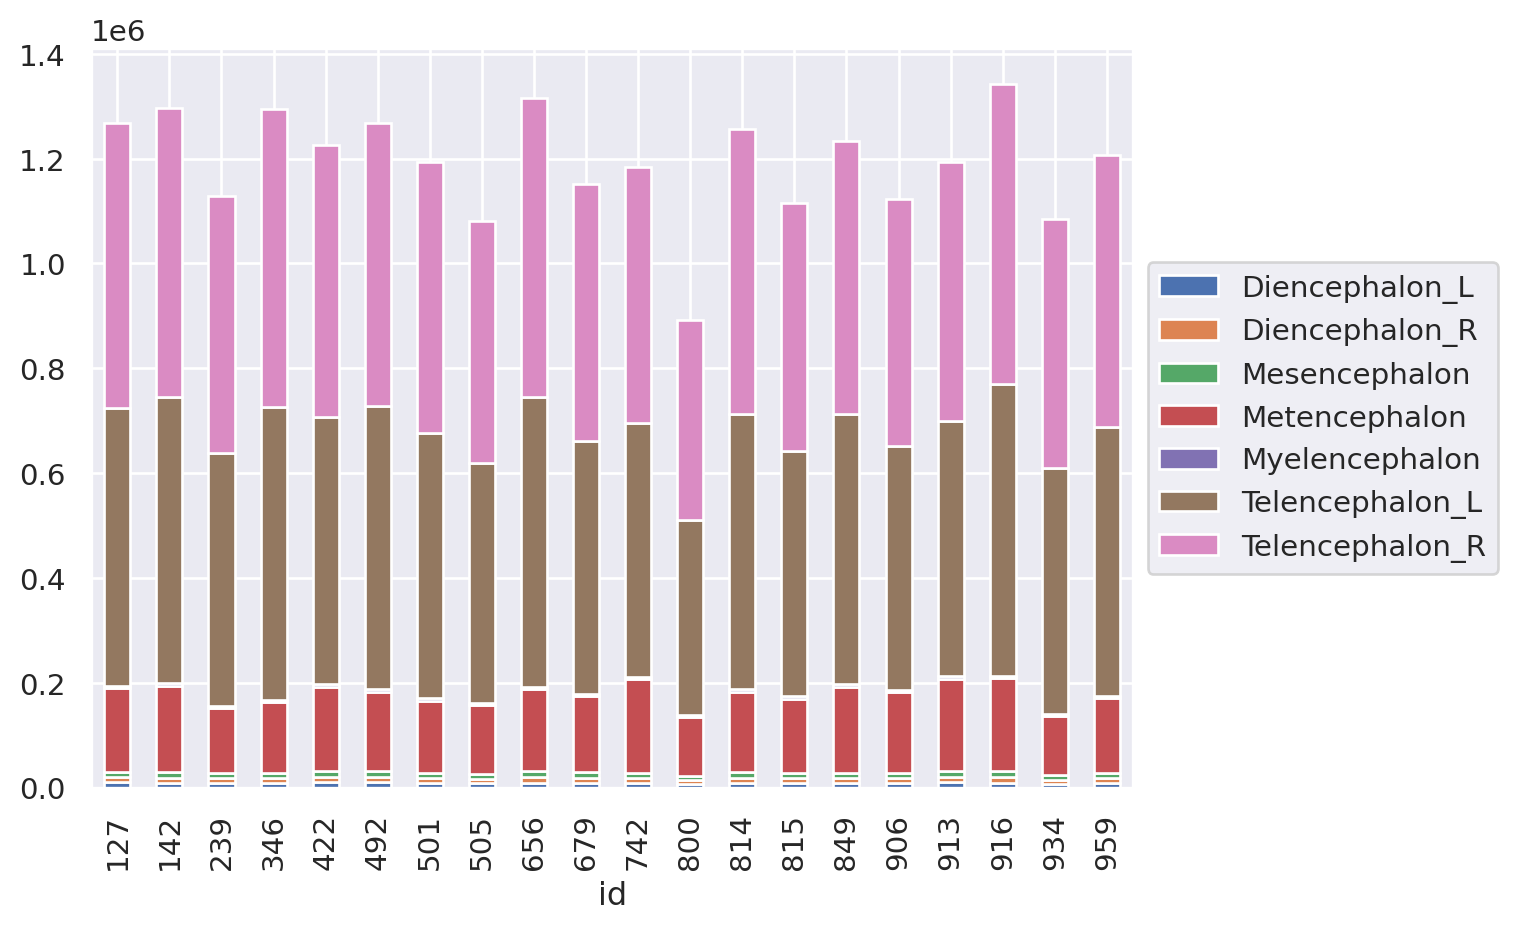 1e6
1.4
1.2
1.0
0.8
0.6
0.4
0.2
0.0
127 142 239 346 422 492 501 505 656 679 742 800 814 815 849 906 913 916 934 959
id
Diencephalon_L
Diencephalon_R
Mesencephalon
Metencephalon
Myelencephalon
Telencephalon_L
Telencephalon_R